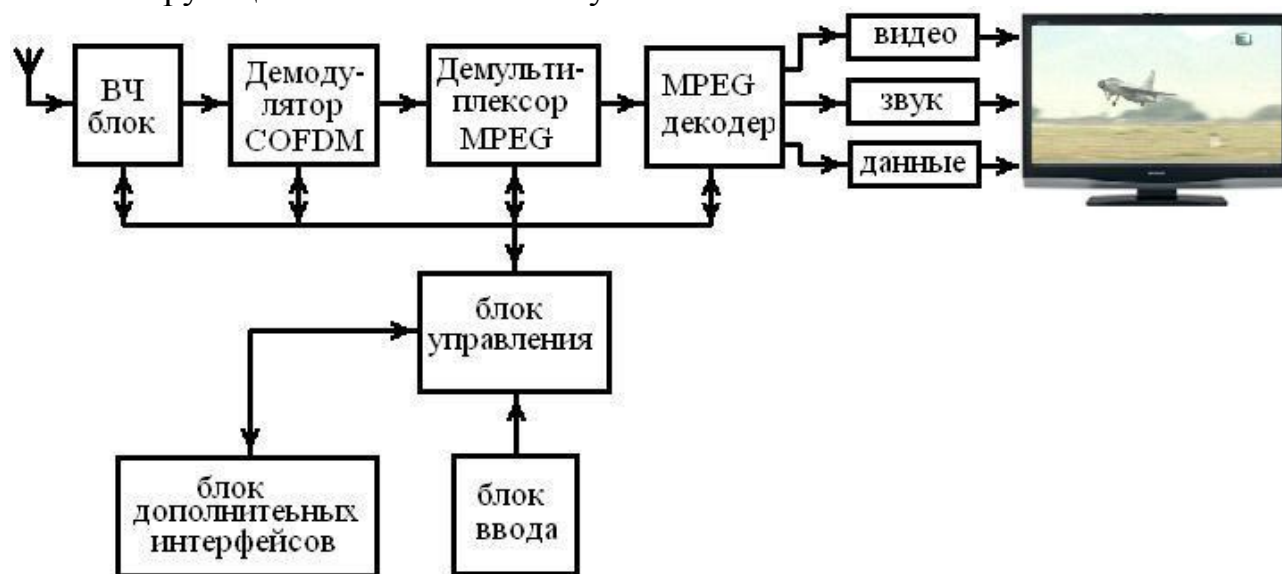 ВЧ
блок
Демоду-
лятор
COFDM
Демульти-
плексор
MPEG
MPEG
декодер
видео
звук
данные
блок
управления
блок
дополнитеьных
интерфейсов
блок
ввода